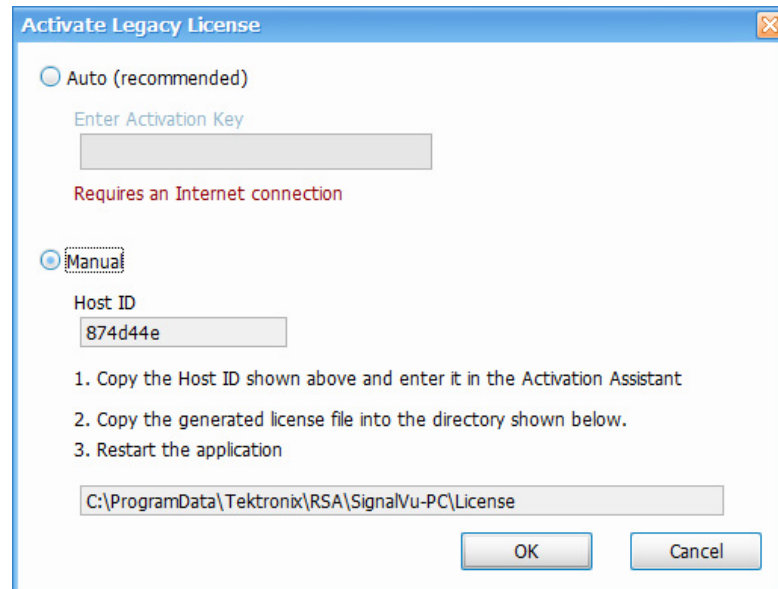 Activate Legacy License
Auto (recommended)
Enter Activation Key
Requires an Internet connection
Manual
Host ID
874d44e
1. Copy the Host ID shown above and enter it in the Activation Assistant
2. Copy the generated license file into the directory shown below.
3. Restart the application
C:\ProgramData\Tektronix\RSA\SignalVu-PC\License
OK Cancel